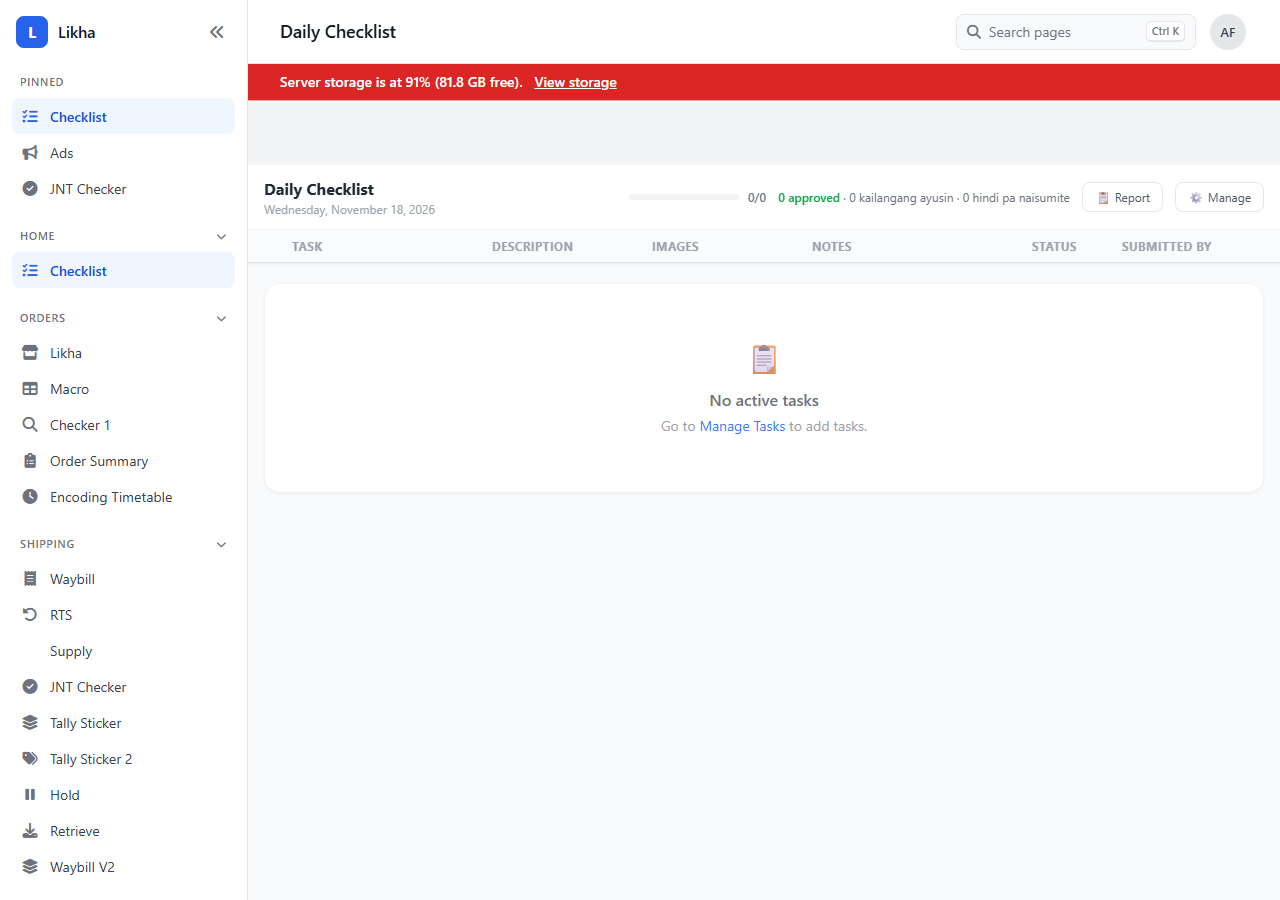 L Likha
PINNED
Checklist
Ads
JNT Checker
HOME
Checklist
ORDERS
Likha
Macro
Checker 1
Order Summary
Encoding Timetable
SHIPPING
Waybill
RTS
Supply
JNT Checker
Tally Sticker
Tally Sticker 2
Hold
Retrieve
Waybill V2
Daily Checklist
Search pages Ctrl K
AF
Server storage is at 91% (81.8 GB free). View storage
Daily Checklist
Wednesday, November 18, 2026
0/0 0 approved · 0 kailangang ayusin · 0 hindi pa naisumite
Report
Manage
TASK DESCRIPTION IMAGES NOTES STATUS SUBMITTED BY
No active tasks
Go to Manage Tasks to add tasks.